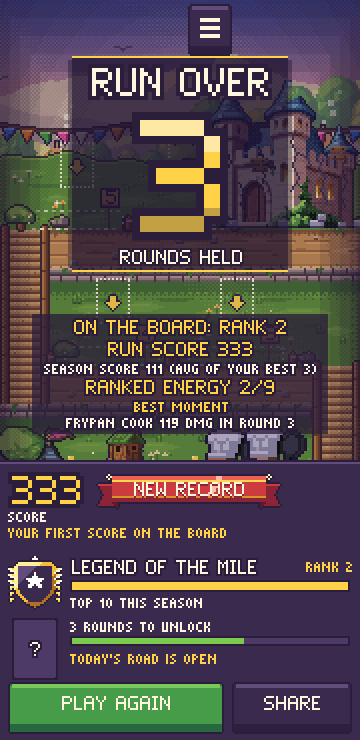 RUN OVER
5
3
ROUNDS HELD
ON THE BOARD: RANK 2
RUN SCORE 333
SEASON SCORE 111 (AVG OF YOUR BEST 3)
RANKED ENERGY 2/9
BEST MOMENT
FRYPAN COOK 119 DMG IN ROUND 3
333
NEW RECORD
SCORE
YOUR FIRST SCORE ON THE BOARD
LEGEND OF THE MILE
RANK 2
TOP 10 THIS SEASON
3 ROUNDS TO UNLOCK
?
TODAY'S ROAD IS OPEN
PLAY AGAIN
SHARE